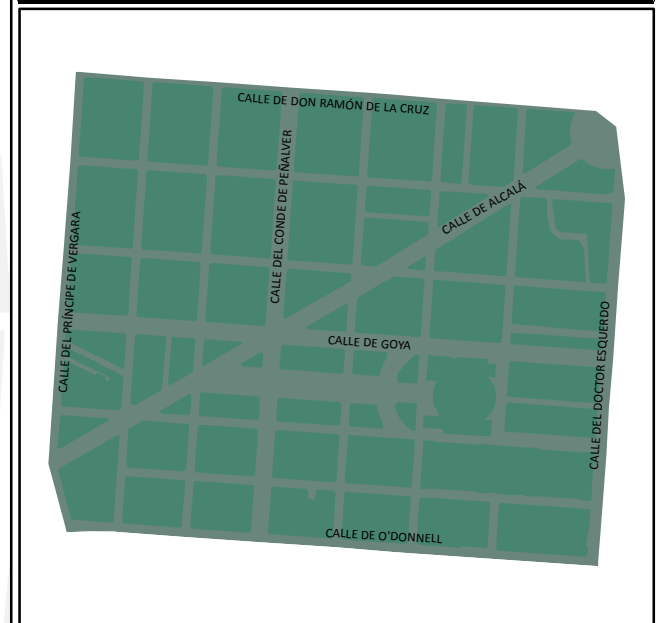 CALLE DE DON RAMÓN DE LA CRUZ
CALLE DEL CONDE DE PEÑALVER
CALLE DE ALCALÁ
CALLE DEL PRÍNCIPE DE VERGARA
CALLE DE GOYA
CALLE DEL DOCTOR ESQUERDO
CALLE DE O'DONNELL